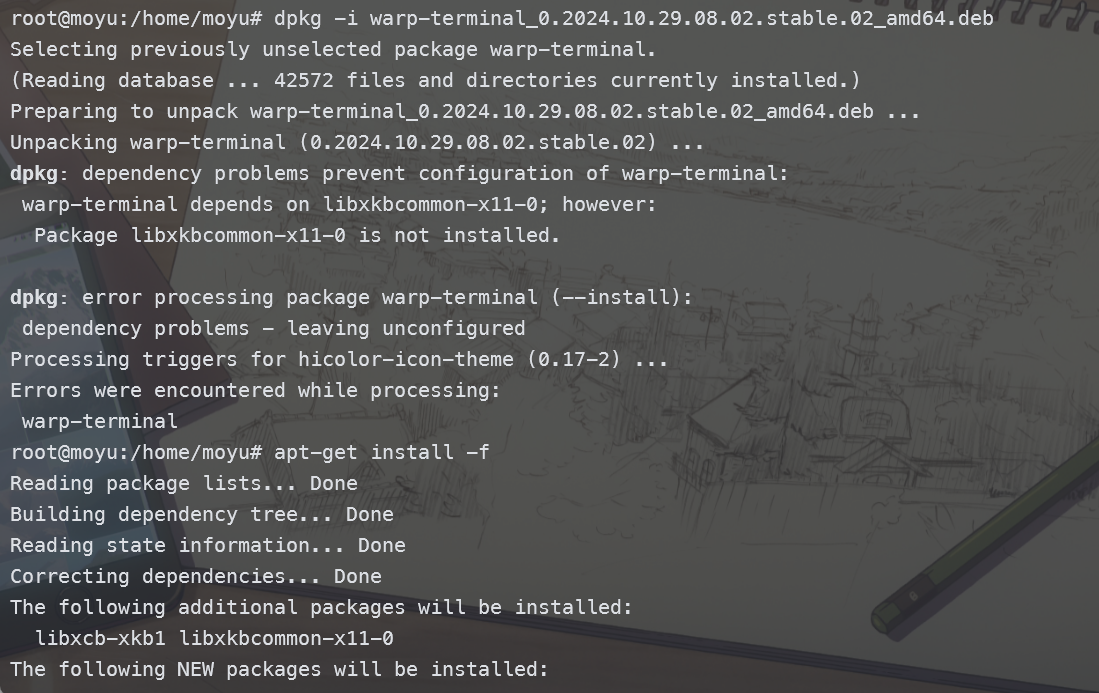 root@moyu:/home/moyu# dpkg -i warp-terminal_0.2024.10.29.08.02.stable.02_amd64.deb
Selecting previously unselected package warp-terminal.
(Reading database ... 42572 files and directories currently installed.)
Preparing to unpack warp-terminal_0.2024.10.29.08.02.stable.02_amd64.deb ...
Unpacking warp-terminal (0.2024.10.29.08.02.stable.02) ...
dpkg: dependency problems prevent configuration of warp-terminal:
 warp-terminal depends on libxkbcommon-x11-0; however:
  Package libxkbcommon-x11-0 is not installed.

dpkg: error processing package warp-terminal (--install):
 dependency problems - leaving unconfigured
Processing triggers for hicolor-icon-theme (0.17-2) ...
Errors were encountered while processing:
 warp-terminal
root@moyu:/home/moyu# apt-get install -f
Reading package lists... Done
Building dependency tree... Done
Reading state information... Done
Correcting dependencies... Done
The following additional packages will be installed:
  libxcb-xkb1 libxkbcommon-x11-0
The following NEW packages will be installed: